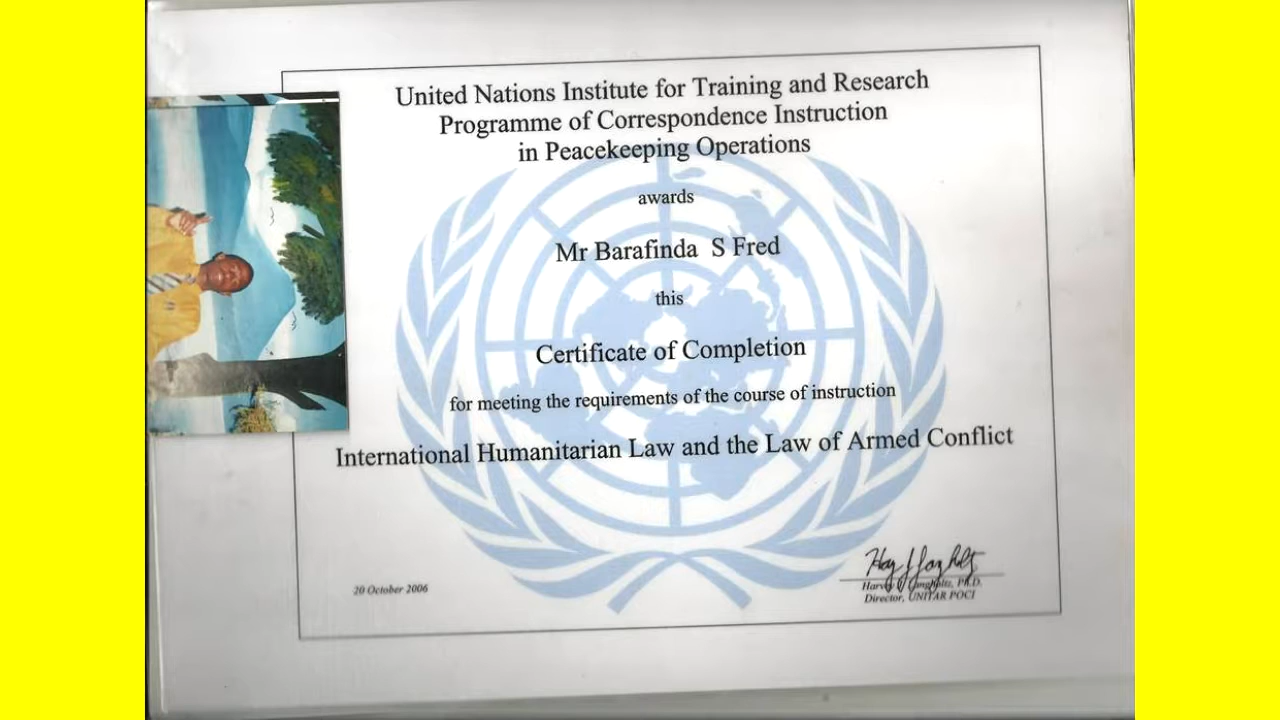 United Nations Institute for Training and Research
Programme of Correspondence Instruction
in Peacekeeping Operations
awards
Mr Barafinda S Fred
this
Certificate of Completion
for meeting the requirements of the course of instruction
International Humanitarian Law and the Law of Armed Conflict
20 October 2006
Ph.D.
Director, UNITAR POCI